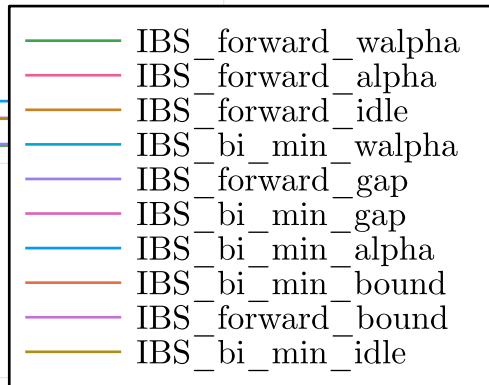 IBS_forward_walpha
IBS_forward_alpha
IBS_forward_idle
IBS_bi_min_walpha
IBS_forward_gap
IBS_bi_min_gap
IBS_bi_min_alpha
IBS_bi_min_bound
IBS_forward_bound
IBS_bi_min_idle